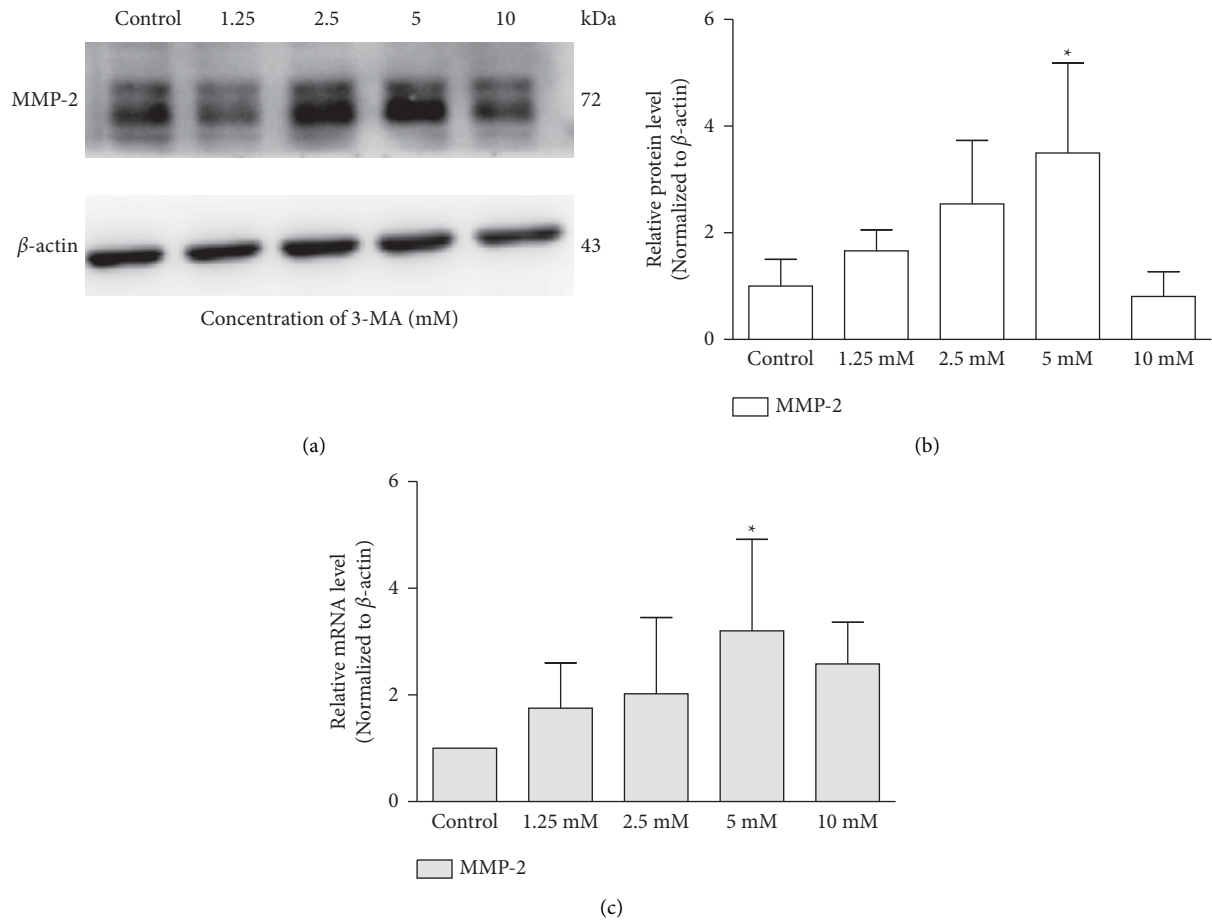 Control 1.25 2.5 5 10 kDa
MMP-2 72
β-actin 43
Concentration of 3-MA (mM)
(a)
Relative protein level
(Normalized to β-actin)
6
4
2
0
*
Control 1.25 mM 2.5 mM 5 mM 10 mM
MMP-2
(b)
Relative mRNA level
(Normalized to β-actin)
6
4
2
0
*
Control 1.25 mM 2.5 mM 5 mM 10 mM
MMP-2
(c)